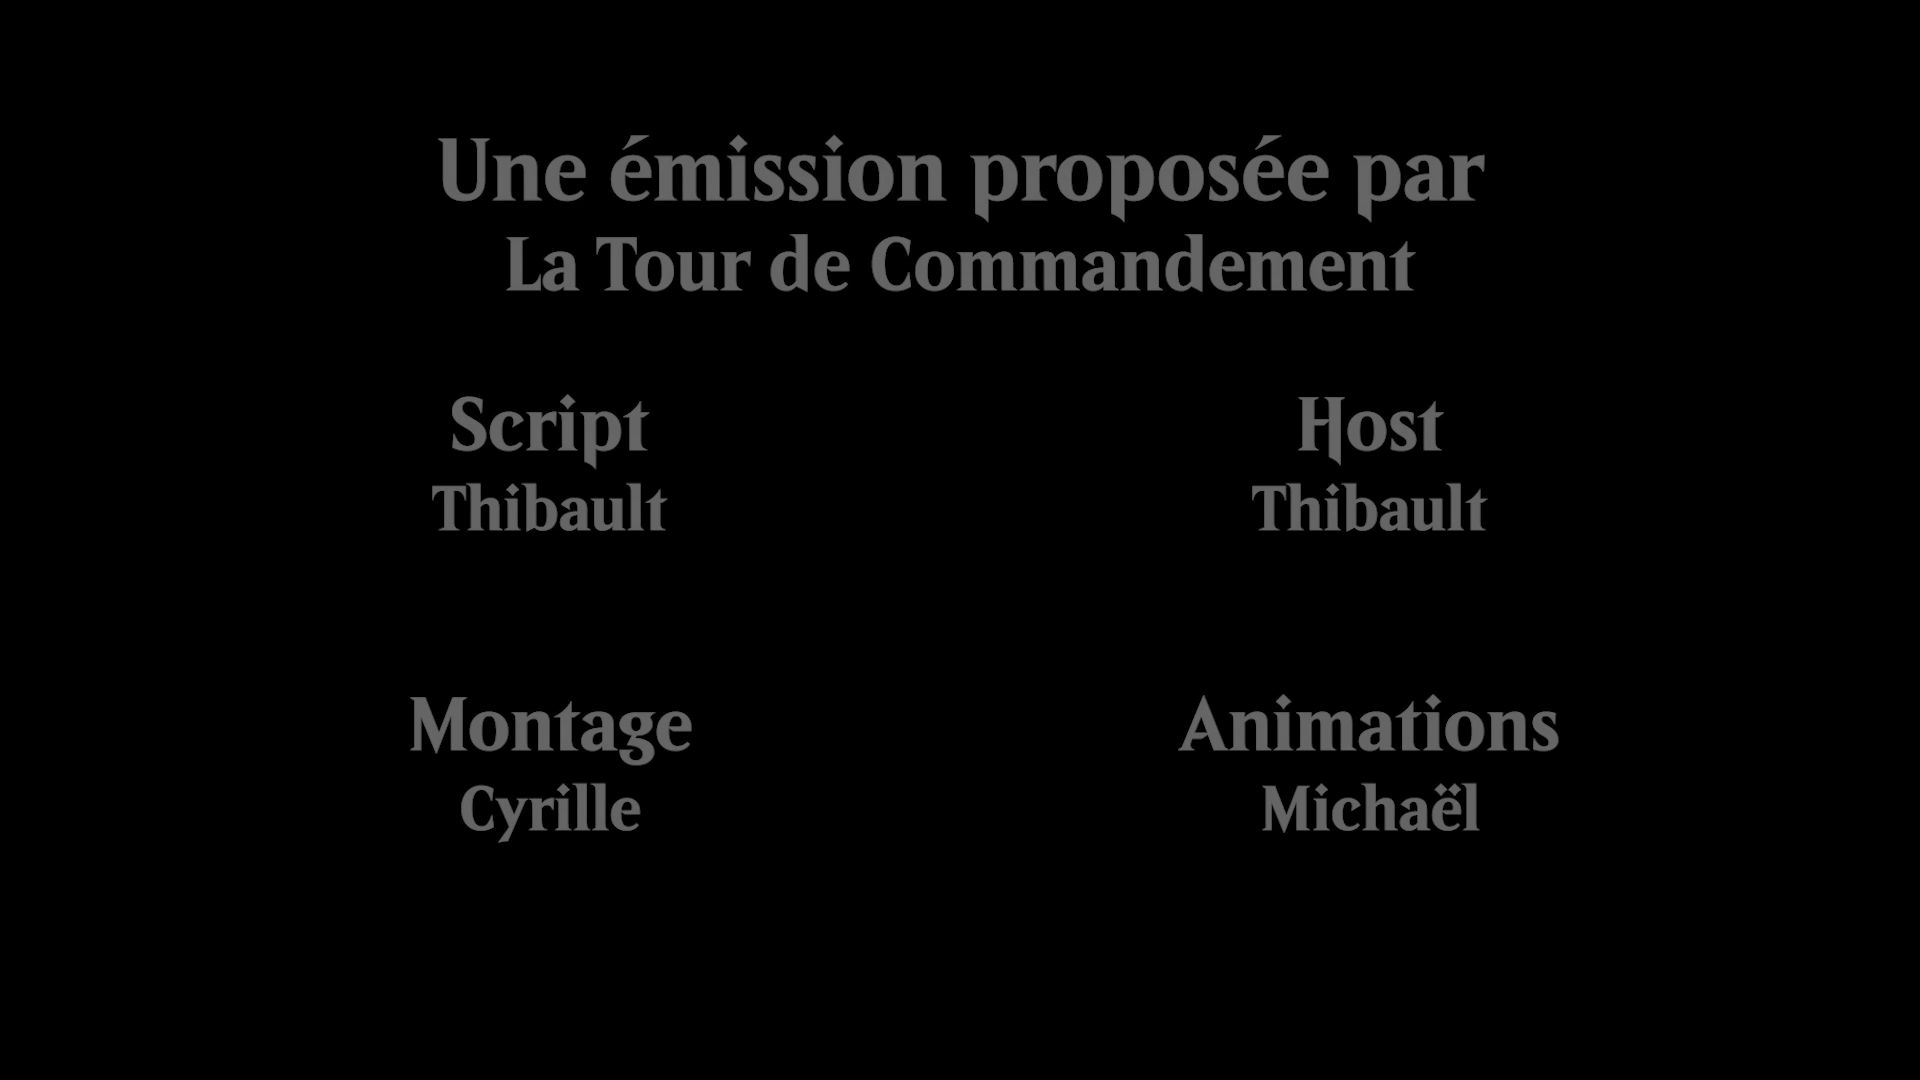 Une émission proposée par
La Tour de Commandement
Script
Thibault
Host
Thibault
Montage
Cyrille
Animations
Michaël